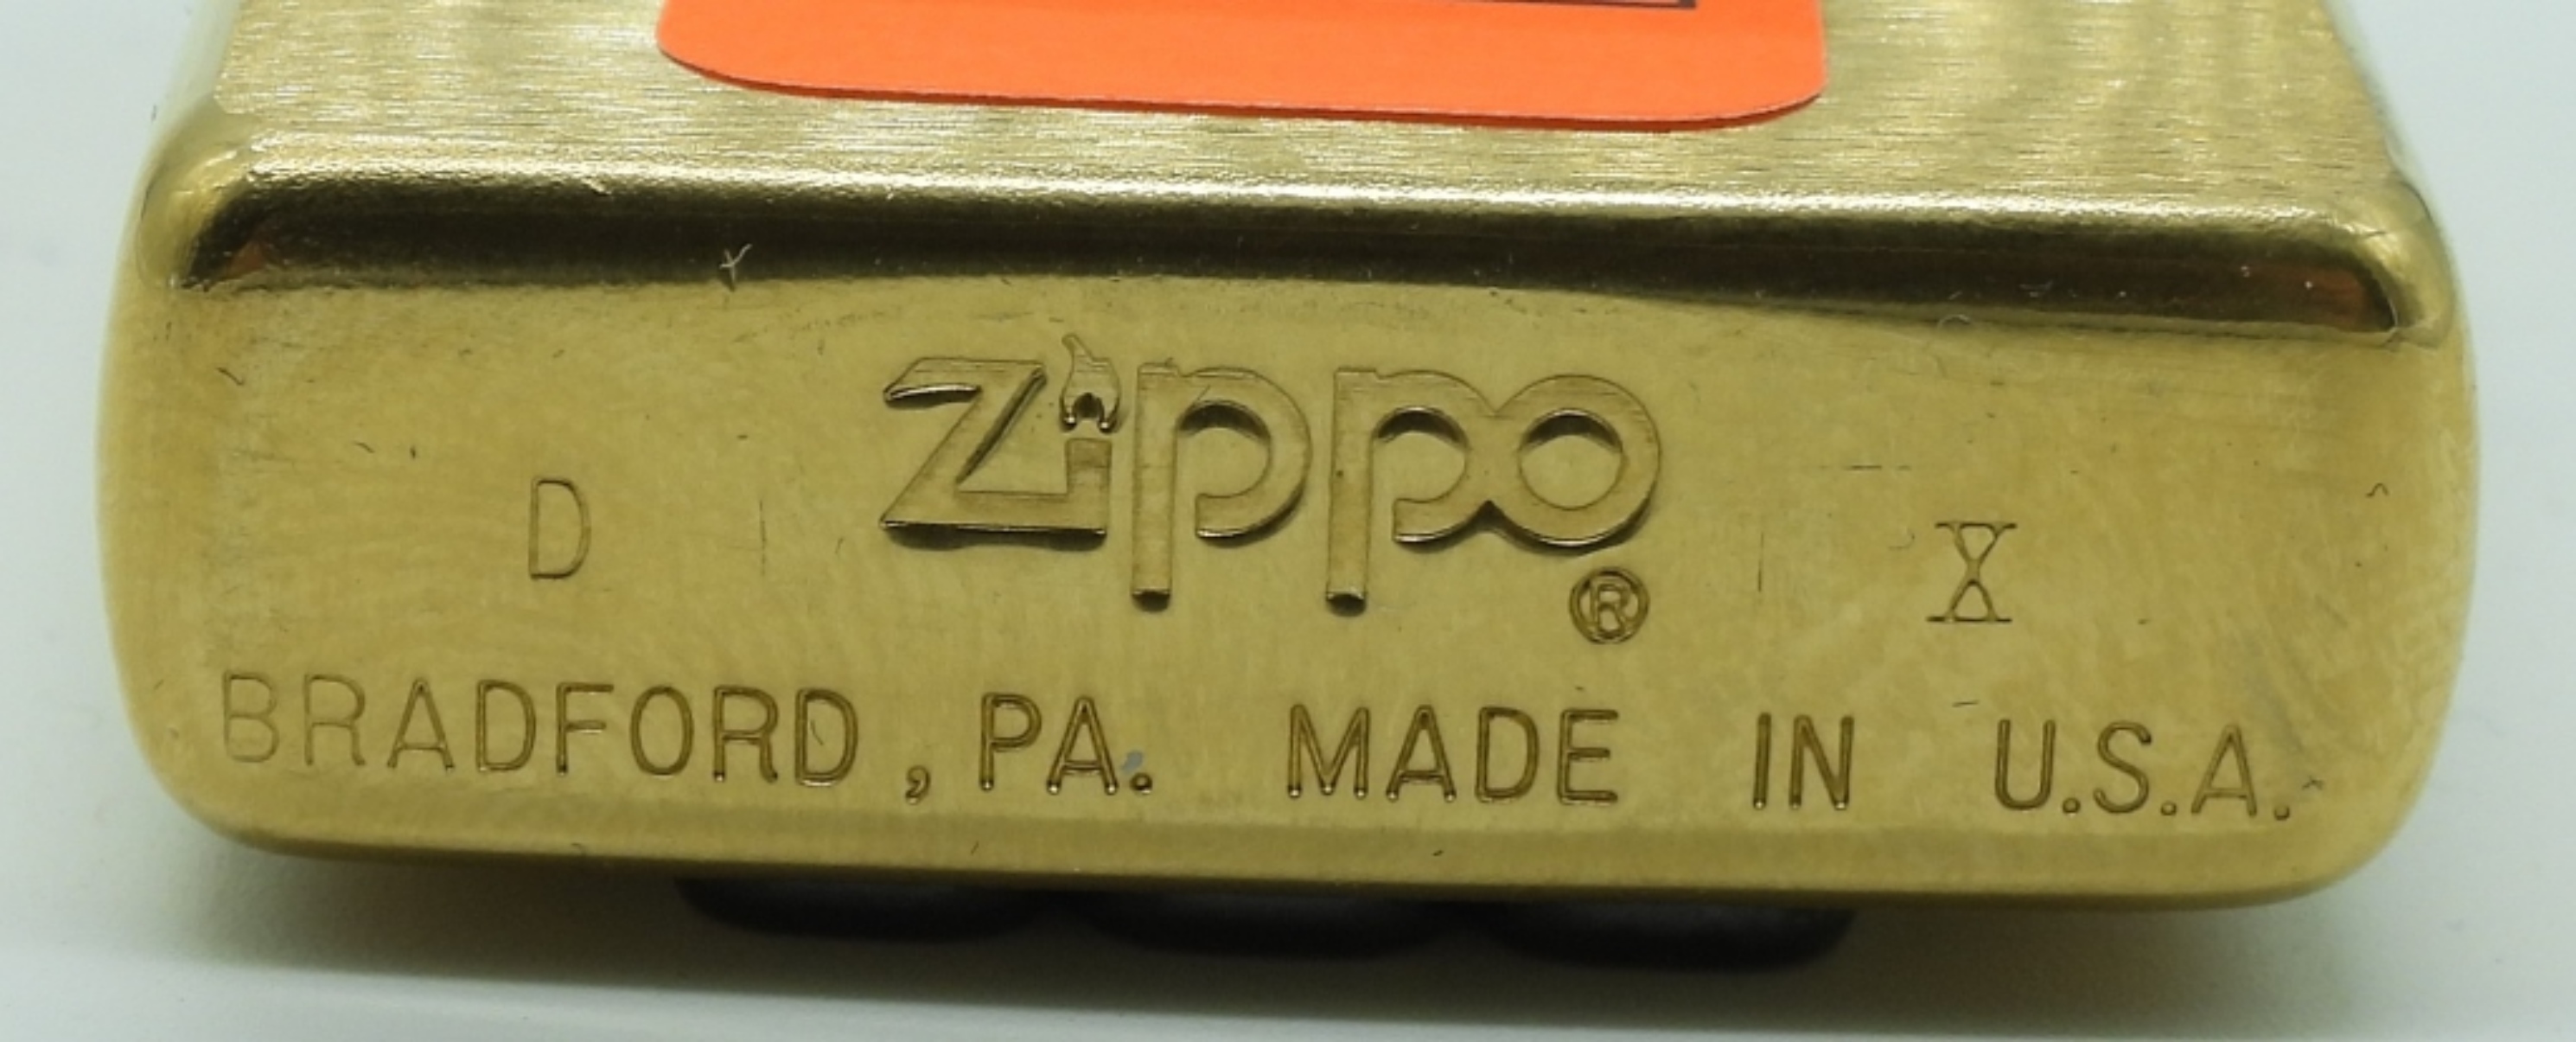 D Zippo ® X
BRADFORD, PA. MADE IN U.S.A.